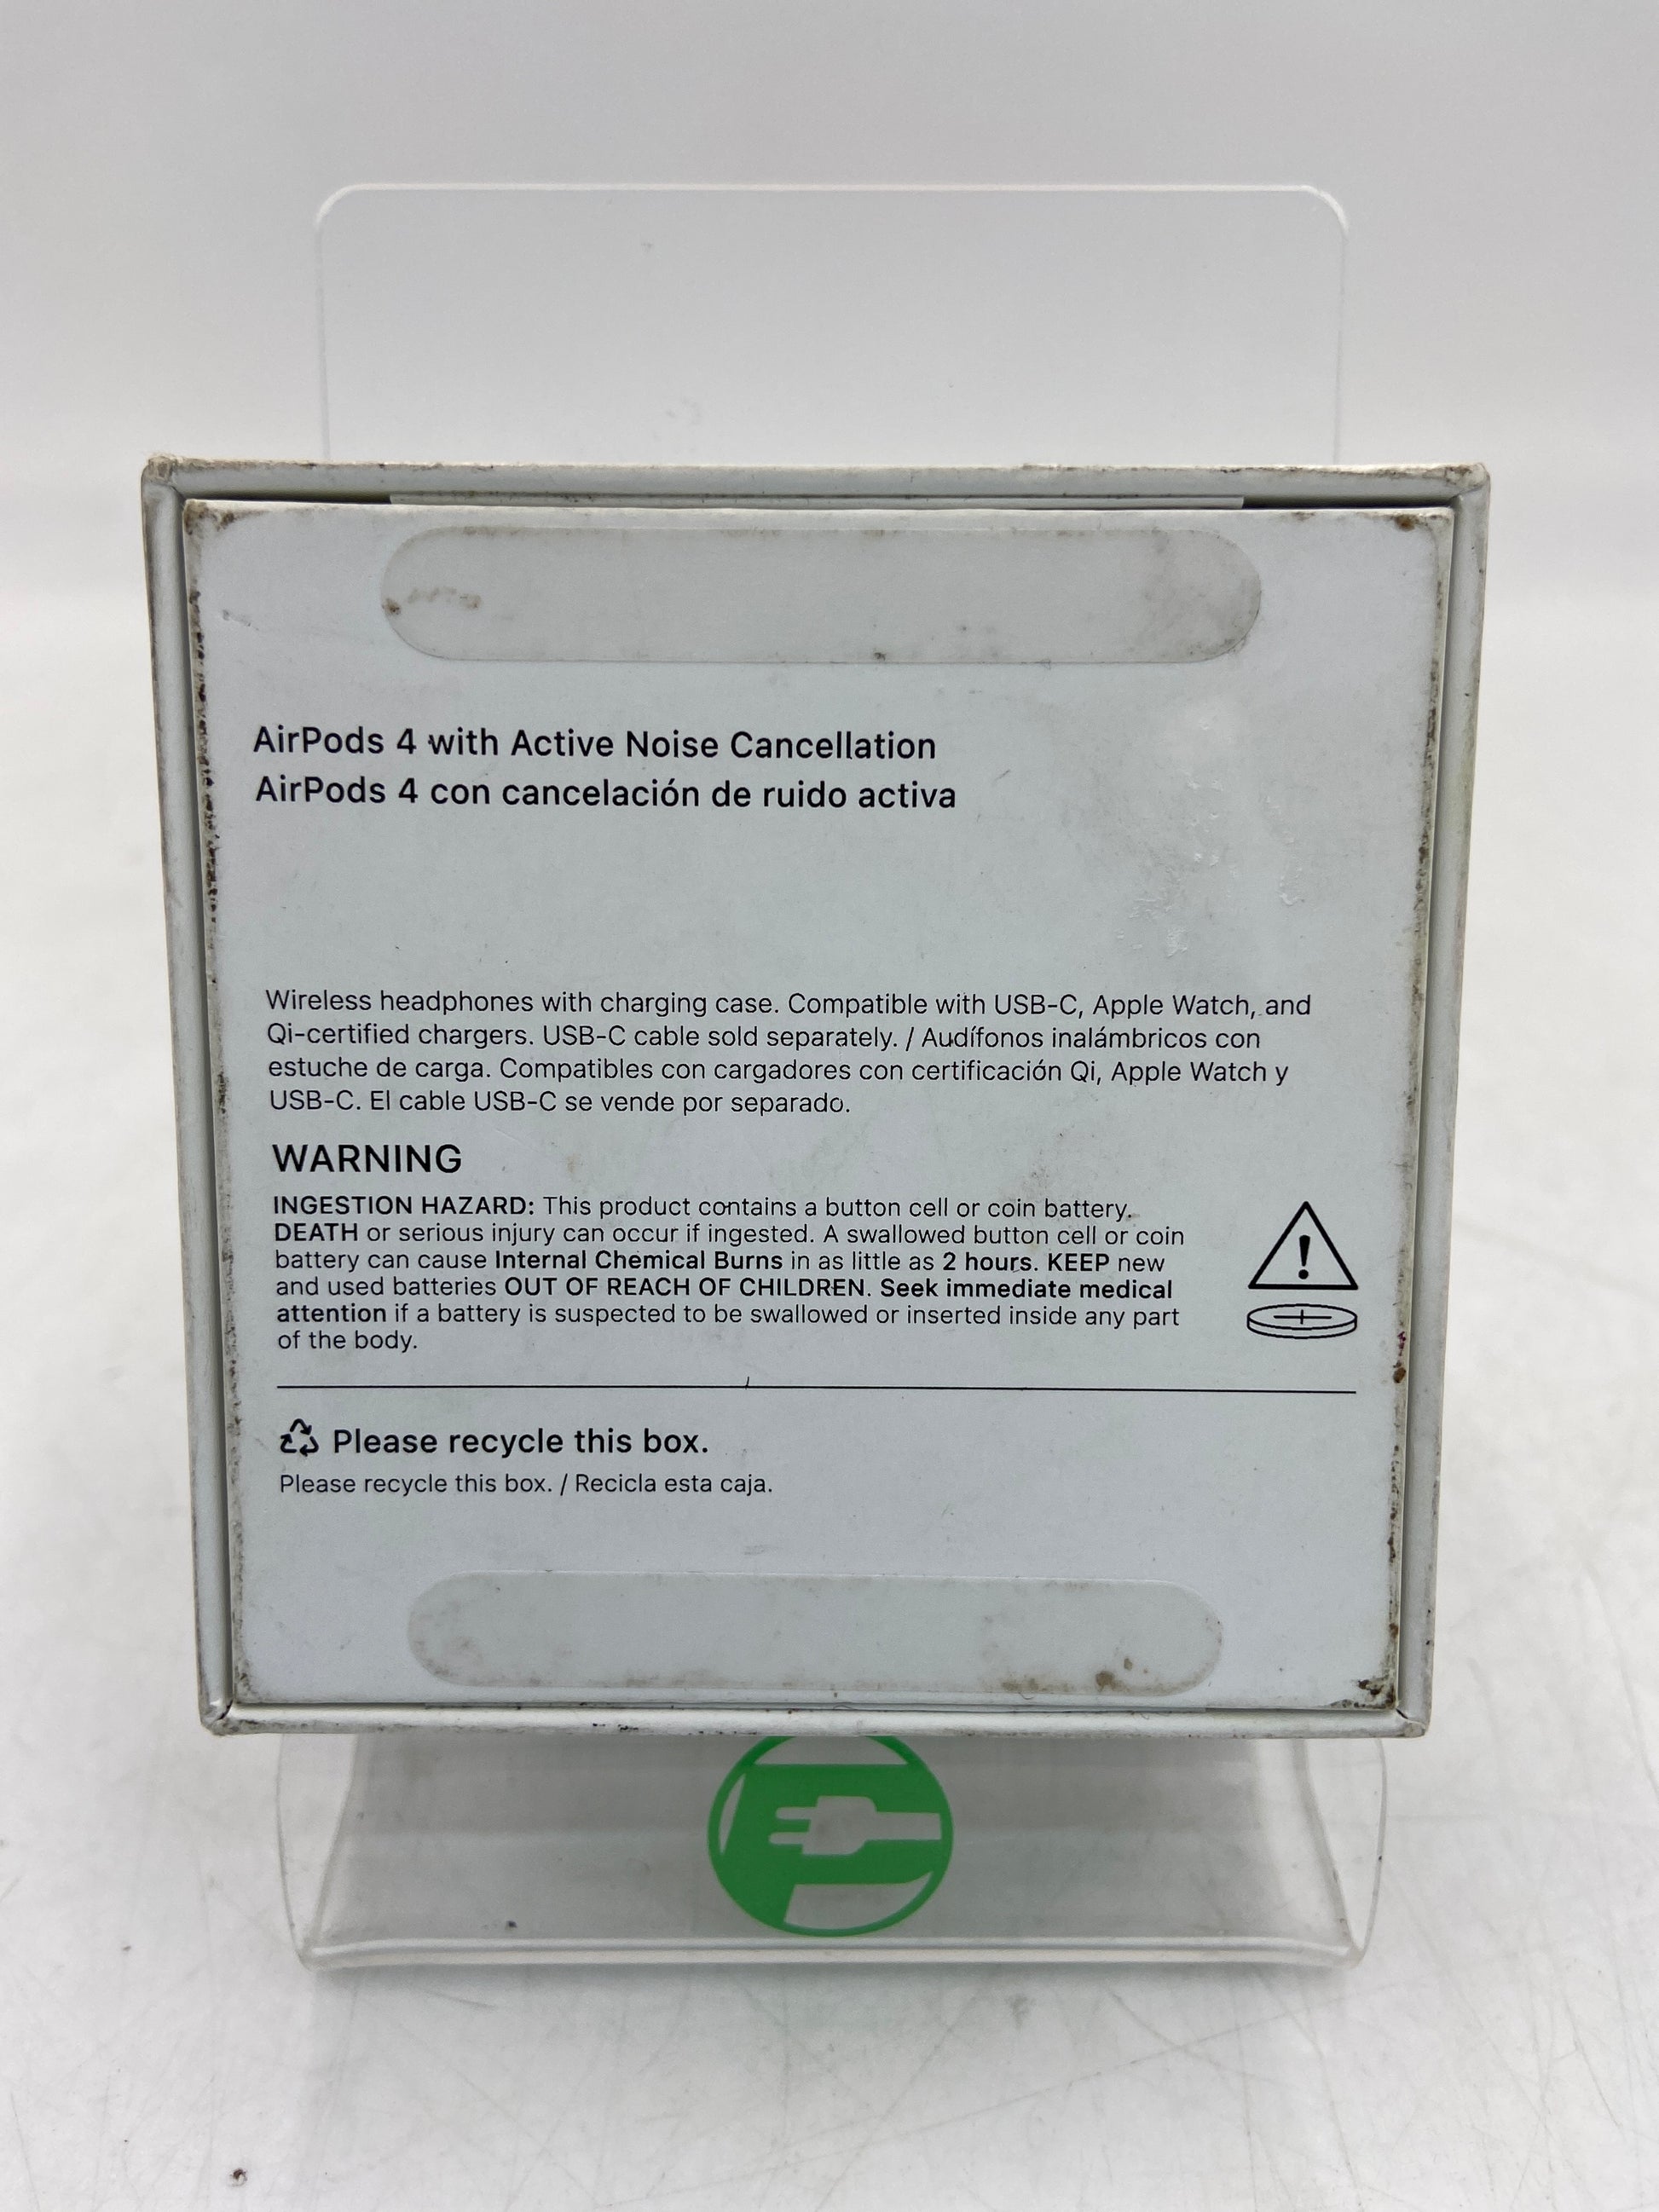 AirPods 4 with Active Noise Cancellation
AirPods 4 con cancelación de ruido activa
Wireless headphones with charging case. Compatible with USB-C, Apple Watch, and
Qi-certified chargers. USB-C cable sold separately. / Audífonos inalámbricos con
estuche de carga. Compatibles con cargadores con certificación Qi, Apple Watch y
USB-C. El cable USB-C se vende por separado.
WARNING
INGESTION HAZARD: This product contains a button cell or coin battery.
DEATH or serious injury can occur if ingested. A swallowed button cell or coin
battery can cause Internal Chemical Burns in as little as 2 hours. KEEP new
and used batteries OUT OF REACH OF CHILDREN. Seek immediate medical
attention if a battery is suspected to be swallowed or inserted inside any part
of the body.
Please recycle this box.
Please recycle this box. / Recicla esta caja.